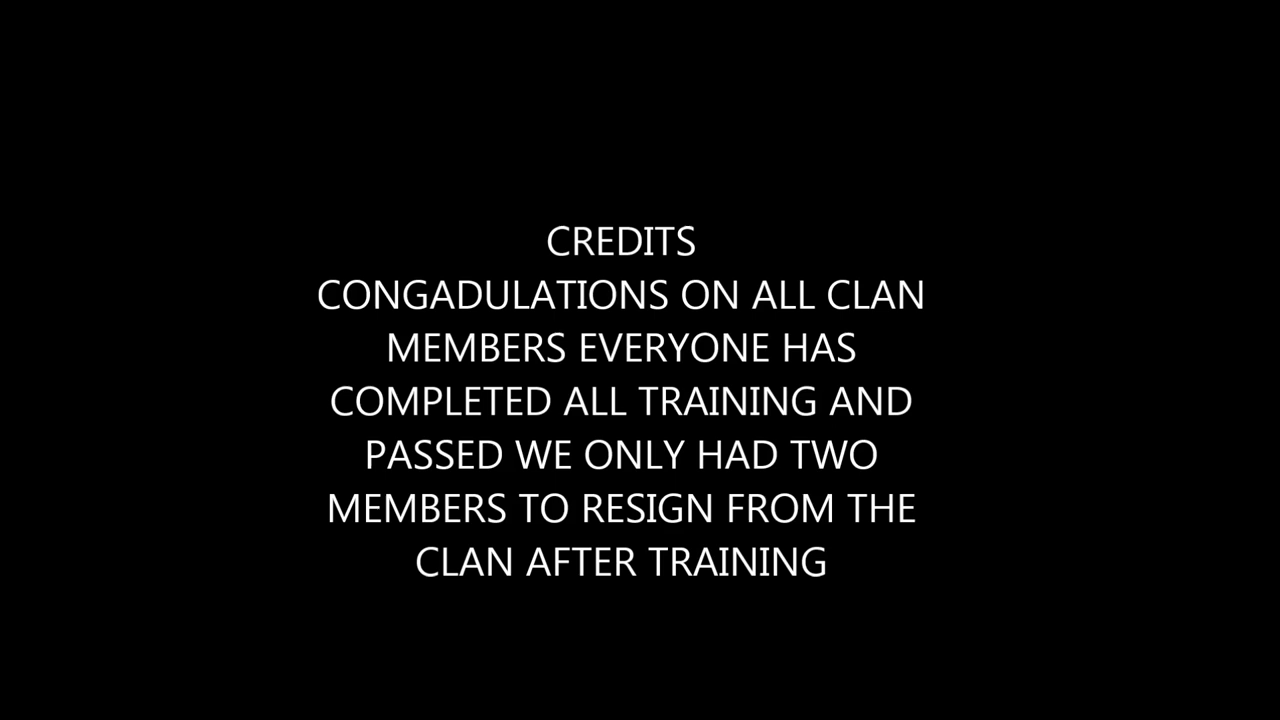 CREDITS
CONGADULATIONS ON ALL CLAN
MEMBERS EVERYONE HAS
COMPLETED ALL TRAINING AND
PASSED WE ONLY HAD TWO
MEMBERS TO RESIGN FROM THE
CLAN AFTER TRAINING